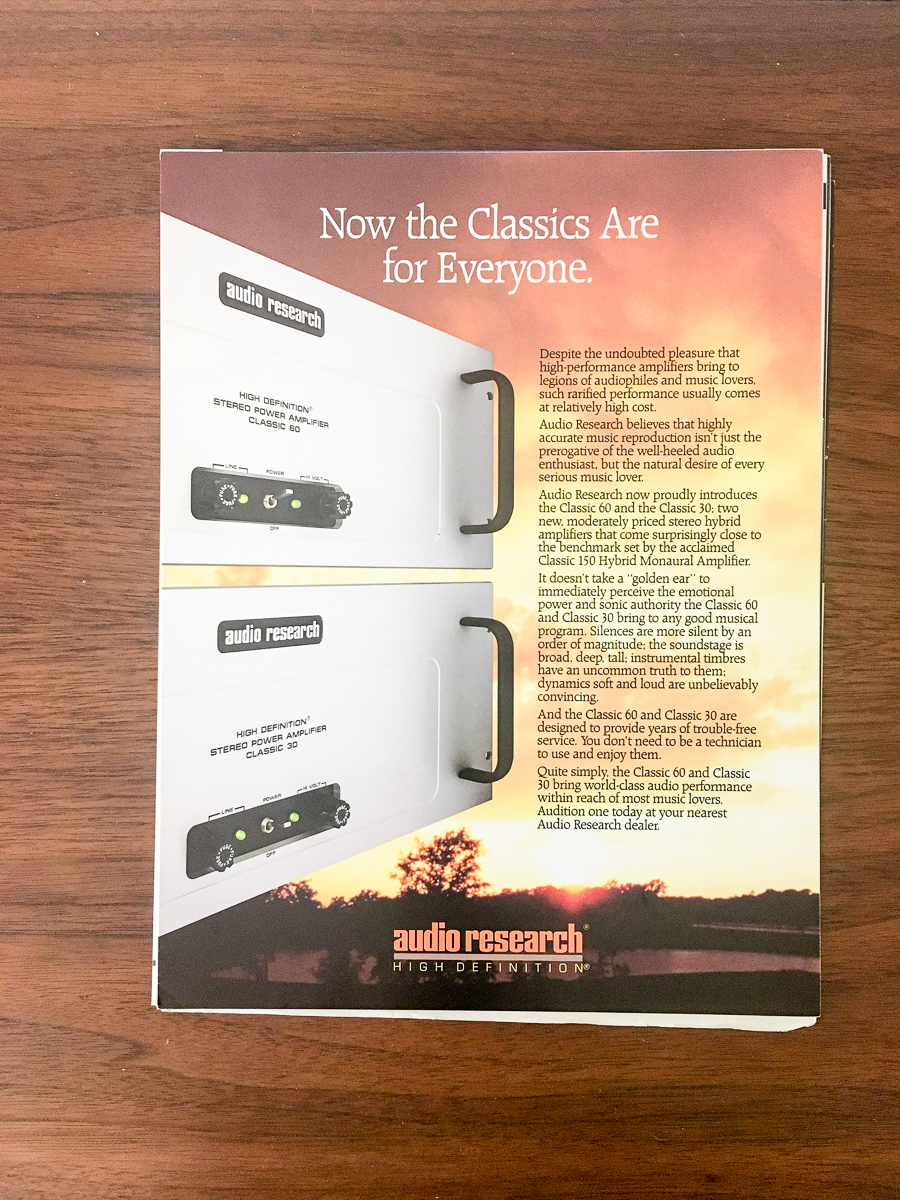 Now the Classics Are
for Everyone.
audio research
HIGH DEFINITION®
STEREO POWER AMPLIFIER
CLASSIC 60
LINE POWER HI VOLT
FUSE FUSE
OFF
audio research
HIGH DEFINITION®
STEREO POWER AMPLIFIER
CLASSIC 30
LINE POWER HI VOLT
FUSE FUSE
OFF
Despite the undoubted pleasure that
high-performance amplifiers bring to
legions of audiophiles and music lovers,
such rarified performance usually comes
at relatively high cost.
Audio Research believes that highly
accurate music reproduction isn't just the
prerogative of the well-heeled audio
enthusiast, but the natural desire of every
serious music lover.
Audio Research now proudly introduces
the Classic 60 and the Classic 30; two
new, moderately priced stereo hybrid
amplifiers that come surprisingly close to
the benchmark set by the acclaimed
Classic 150 Hybrid Monaural Amplifier.
It doesn't take a "golden ear" to
immediately perceive the emotional
power and sonic authority the Classic 60
and Classic 30 bring to any good musical
program. Silences are more silent by an
order of magnitude; the soundstage is
broad, deep, tall; instrumental timbres
have an uncommon truth to them;
dynamics soft and loud are unbelievably
convincing.
And the Classic 60 and Classic 30 are
designed to provide years of trouble-free
service. You don't need to be a technician
to use and enjoy them.
Quite simply, the Classic 60 and Classic
30 bring world-class audio performance
within reach of most music lovers.
Audition one today at your nearest
Audio Research dealer.
audio research®
HIGH DEFINITION®